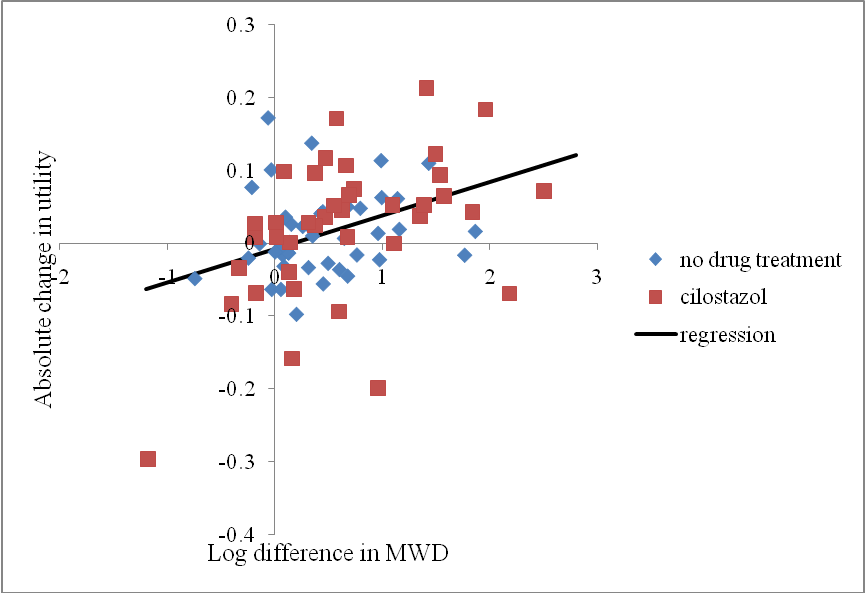 0.3
0.2
0.1
0
-0.1
-0.2
-0.3
-0.4
-2
-1
0
1
2
3
Absolute change in utility
Log difference in MWD
no drug treatment
cilostazol
regression